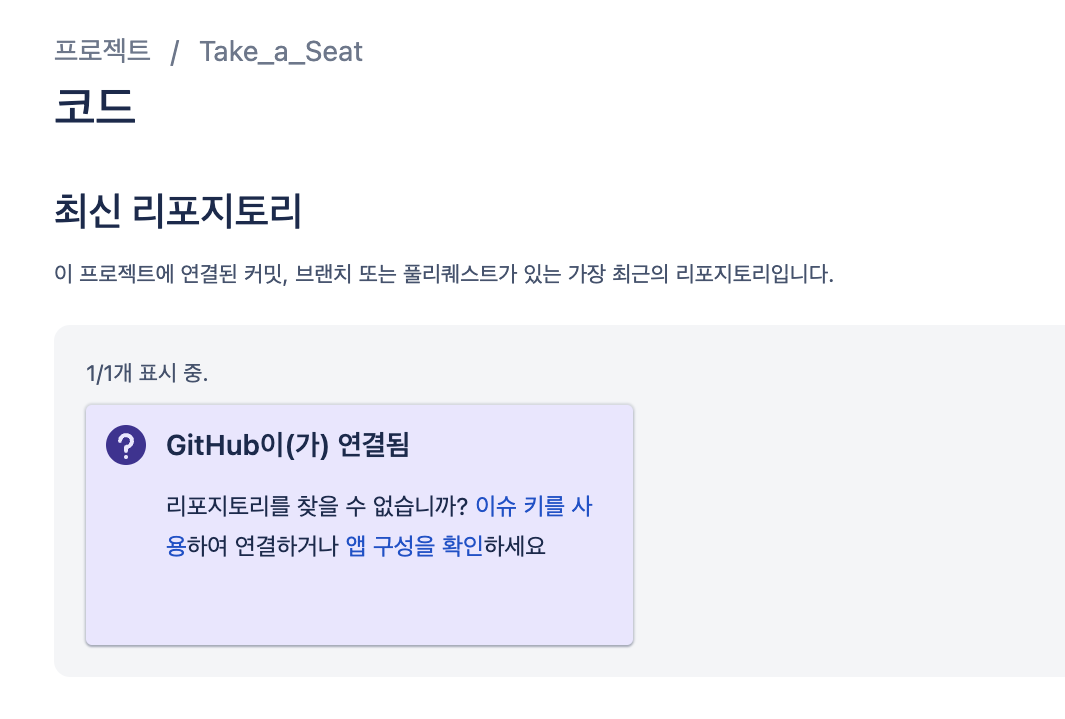 프로젝트 / Take_a_Seat
코드
최신 리포지토리
이 프로젝트에 연결된 커밋, 브랜치 또는 풀리퀘스트가 있는 가장 최근의 리포지토리입니다.
1/1개 표시 중.
GitHub이(가) 연결됨
리포지토리를 찾을 수 없습니까? 이슈 키를 사
용하여 연결하거나 앱 구성을 확인하세요